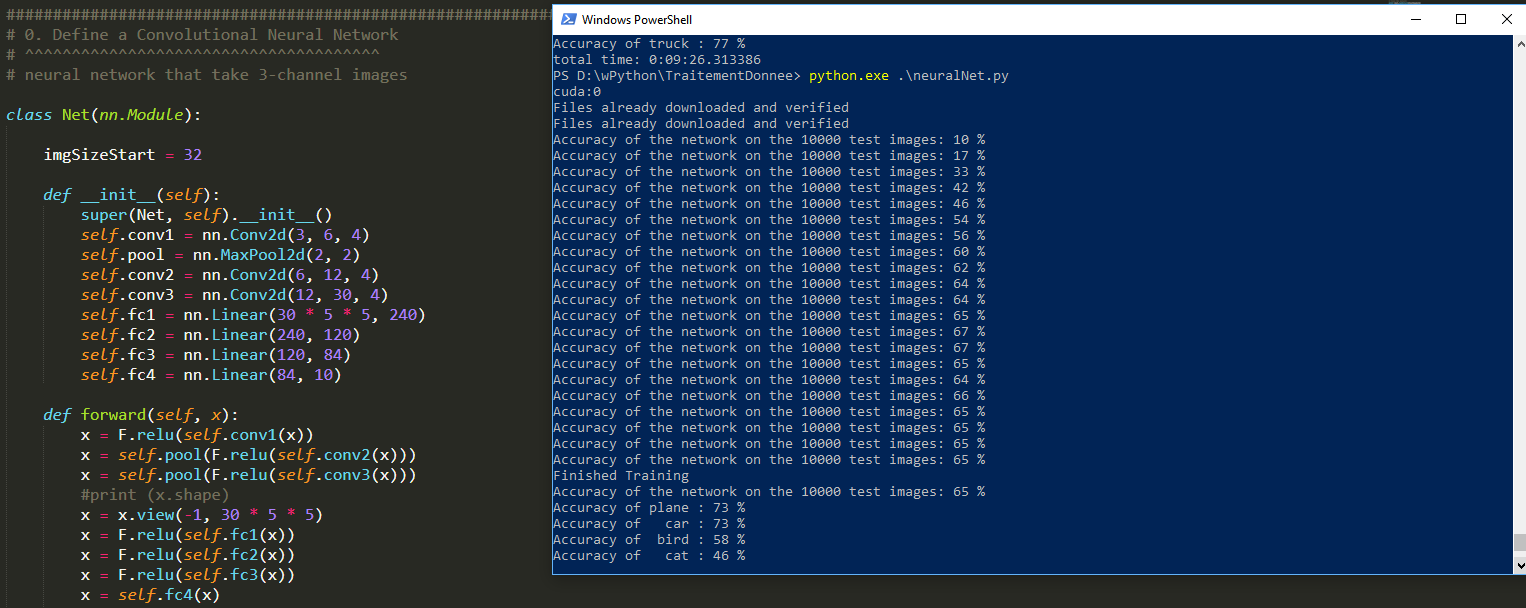 ##########################################################
# 0. Define a Convolutional Neural Network
# ^^^^^^^^^^^^^^^^^^^^^^^^^^^^^^^^^^^^^^
# neural network that take 3-channel images
class Net(nn.Module):
imgSizeStart = 32
def __init__(self):
super(Net, self).__init__()
self.conv1 = nn.Conv2d(3, 6, 4)
self.pool = nn.MaxPool2d(2, 2)
self.conv2 = nn.Conv2d(6, 12, 4)
self.conv3 = nn.Conv2d(12, 30, 4)
self.fc1 = nn.Linear(30 * 5 * 5, 240)
self.fc2 = nn.Linear(240, 120)
self.fc3 = nn.Linear(120, 84)
self.fc4 = nn.Linear(84, 10)
def forward(self, x):
x = F.relu(self.conv1(x))
x = self.pool(F.relu(self.conv2(x)))
x = self.pool(F.relu(self.conv3(x)))
#print (x.shape)
x = x.view(-1, 30 * 5 * 5)
x = F.relu(self.fc1(x))
x = F.relu(self.fc2(x))
x = F.relu(self.fc3(x))
x = self.fc4(x)
Windows PowerShell
Accuracy of truck : 77 %
total time: 0:09:26.313386
PS D:\wPython\TraitementDonnee> python.exe .\neuralNet.py
cuda:0
Files already downloaded and verified
Files already downloaded and verified
Accuracy of the network on the 10000 test images: 10 %
Accuracy of the network on the 10000 test images: 17 %
Accuracy of the network on the 10000 test images: 33 %
Accuracy of the network on the 10000 test images: 42 %
Accuracy of the network on the 10000 test images: 46 %
Accuracy of the network on the 10000 test images: 54 %
Accuracy of the network on the 10000 test images: 56 %
Accuracy of the network on the 10000 test images: 60 %
Accuracy of the network on the 10000 test images: 62 %
Accuracy of the network on the 10000 test images: 64 %
Accuracy of the network on the 10000 test images: 64 %
Accuracy of the network on the 10000 test images: 65 %
Accuracy of the network on the 10000 test images: 67 %
Accuracy of the network on the 10000 test images: 67 %
Accuracy of the network on the 10000 test images: 65 %
Accuracy of the network on the 10000 test images: 64 %
Accuracy of the network on the 10000 test images: 66 %
Accuracy of the network on the 10000 test images: 65 %
Accuracy of the network on the 10000 test images: 65 %
Accuracy of the network on the 10000 test images: 65 %
Accuracy of the network on the 10000 test images: 65 %
Finished Training
Accuracy of the network on the 10000 test images: 65 %
Accuracy of plane : 73 %
Accuracy of   car : 73 %
Accuracy of  bird : 58 %
Accuracy of   cat : 46 %